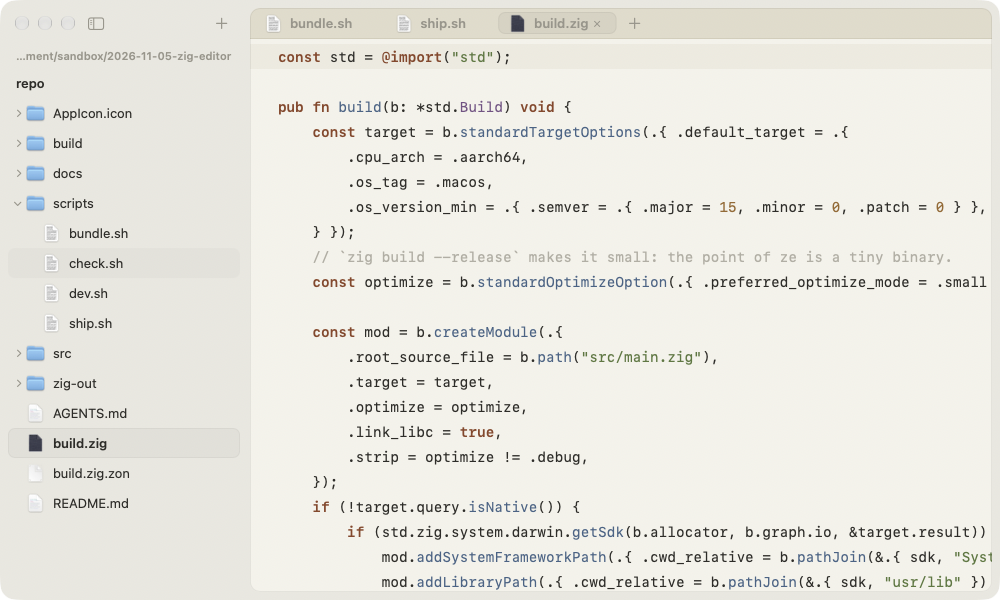 ...ment/sandbox/2026-11-05-zig-editor
repo
AppIcon.icon
build
docs
scripts
bundle.sh
check.sh
dev.sh
ship.sh
src
zig-out
AGENTS.md
build.zig
build.zig.zon
README.md
bundle.sh
ship.sh
build.zig ×
const std = @import("std");
pub fn build(b: *std.Build) void {
    const target = b.standardTargetOptions(.{ .default_target = .{
        .cpu_arch = .aarch64,
        .os_tag = .macos,
        .os_version_min = .{ .semver = .{ .major = 15, .minor = 0, .patch = 0 } },
    } });
    // `zig build --release` makes it small: the point of ze is a tiny binary.
    const optimize = b.standardOptimizeOption(.{ .preferred_optimize_mode = .small
    const mod = b.createModule(.{
        .root_source_file = b.path("src/main.zig"),
        .target = target,
        .optimize = optimize,
        .link_libc = true,
        .strip = optimize != .debug,
    });
    if (!target.query.isNative()) {
        if (std.zig.system.darwin.getSdk(b.allocator, b.graph.io, &target.result))
            mod.addSystemFrameworkPath(.{ .cwd_relative = b.pathJoin(&.{ sdk, "Syst
            mod.addLibraryPath(.{ .cwd_relative = b.pathJoin(&.{ sdk, "usr/lib" })